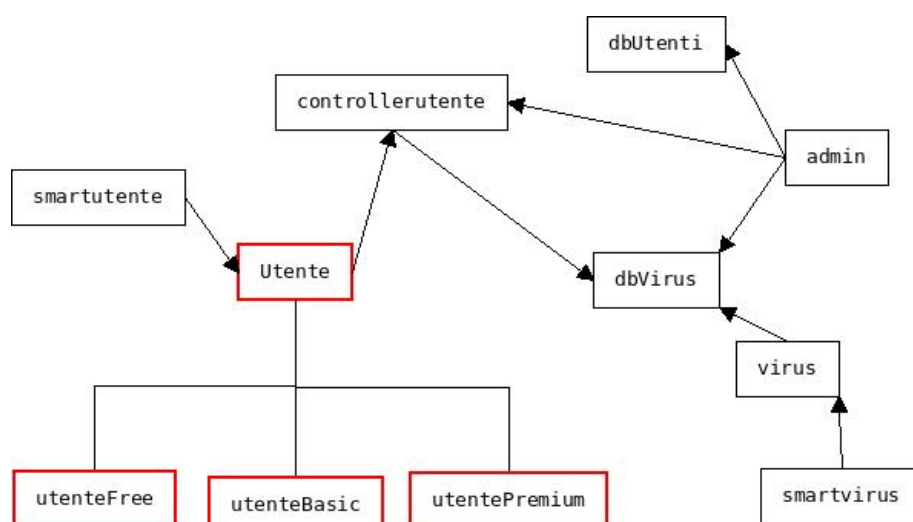 dbUtenti
controllerutente
admin
smartutente
Utente
dbVirus
virus
utenteFree
utenteBasic
utentePremium
smartvirus